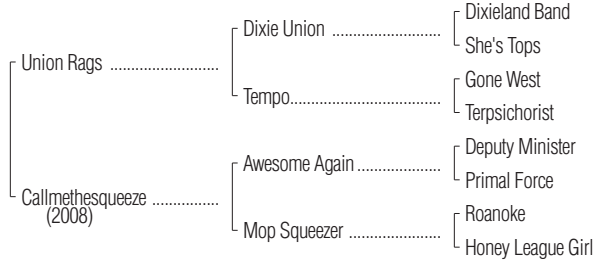 Dixieland Band
Dixie Union ..............................
She's Tops
Union Rags ..............................
Gone West
Tempo..........................................
Terpsichorist
Deputy Minister
Awesome Again.......................
Primal Force
Callmethesqueeze ..................
(2008)
Roanoke
Mop Squeezer .........................
Honey League Girl